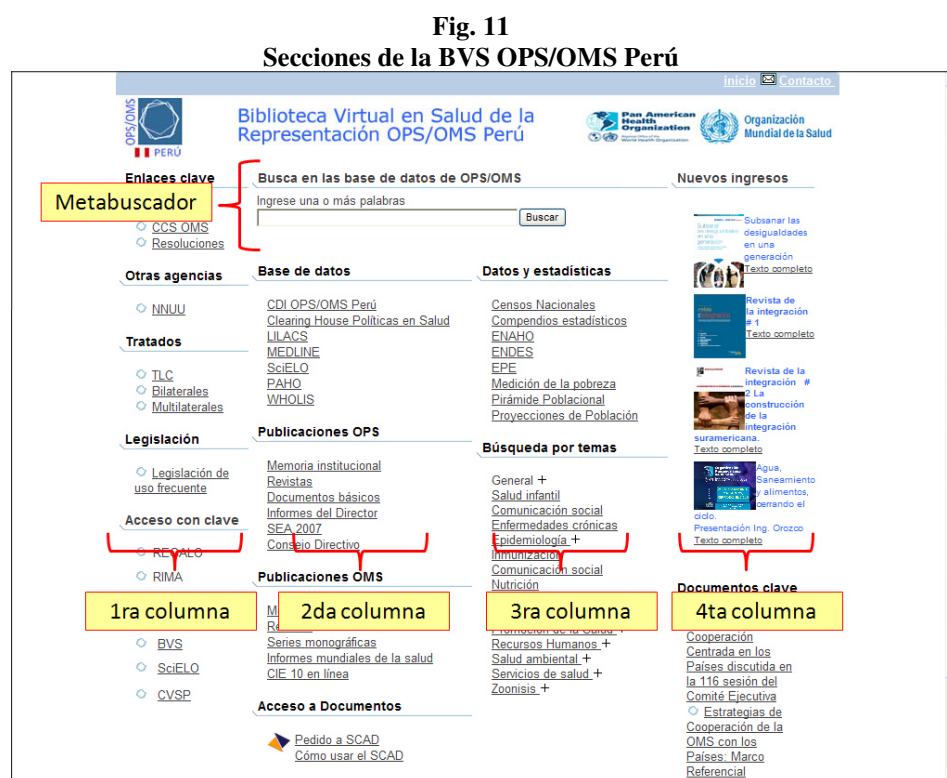 Fig. 11
Secciones de la BVS OPS/OMS Perú
inicio Contacto
OPS/OMS
PERÚ
Biblioteca Virtual en Salud de la
Representación OPS/OMS Perú
Pan American
Health
Organization
Regional Office of the
World Health Organization
Organización
Mundial de la Salud
Enlaces clave
Metabuscador
CCS OMS
Resoluciones
Otras agencias
NNUU
Tratados
TLC
Bilaterales
Multilaterales
Legislación
Legislación de
uso frecuente
Acceso con clave
REGALO
RIMA
1ra columna
BVS
SciELO
CVSP
Busca en las base de datos de OPS/OMS
Ingrese una o más palabras
Buscar
Base de datos
CDI OPS/OMS Perú
Clearing House Políticas en Salud
LILACS
MEDLINE
SciELO
PAHO
WHOLIS
Publicaciones OPS
Memoria institucional
Revistas
Documentos básicos
Informes del Director
SEA 2007
Consejo Directivo
Publicaciones OMS
2da columna
Series monográficas
Informes mundiales de la salud
CIE 10 en línea
Acceso a Documentos
Pedido a SCAD
Cómo usar el SCAD
Datos y estadísticas
Censos Nacionales
Compendios estadísticos
ENAHO
ENDES
EPE
Medición de la pobreza
Pirámide Poblacional
Proyecciones de Población
Búsqueda por temas
General +
Salud infantil
Comunicación social
Enfermedades crónicas
Epidemiología +
Inmunización
Comunicación social
Nutrición
3ra columna
Promoción de la Salud +
Recursos Humanos +
Salud ambiental +
Servicios de salud +
Zoonisis +
Nuevos ingresos
Subsanar las
desigualdades
en una
generación
Texto completo
Revista de
la integración
# 1
Texto completo
Revista de la
integración #
2 La
construcción
de la
integración
suramericana.
Texto completo
Agua,
Saneamiento
y alimentos,
cerrando el
ciclo.
Presentación Ing. Orozco
Texto completo
Documentos clave
4ta columna
Cooperación
Centrada en los
Países discutida en
la 116 sesión del
Comité Ejecutiva
Estrategias de
Cooperación de la
OMS con los
Países: Marco
Referencial